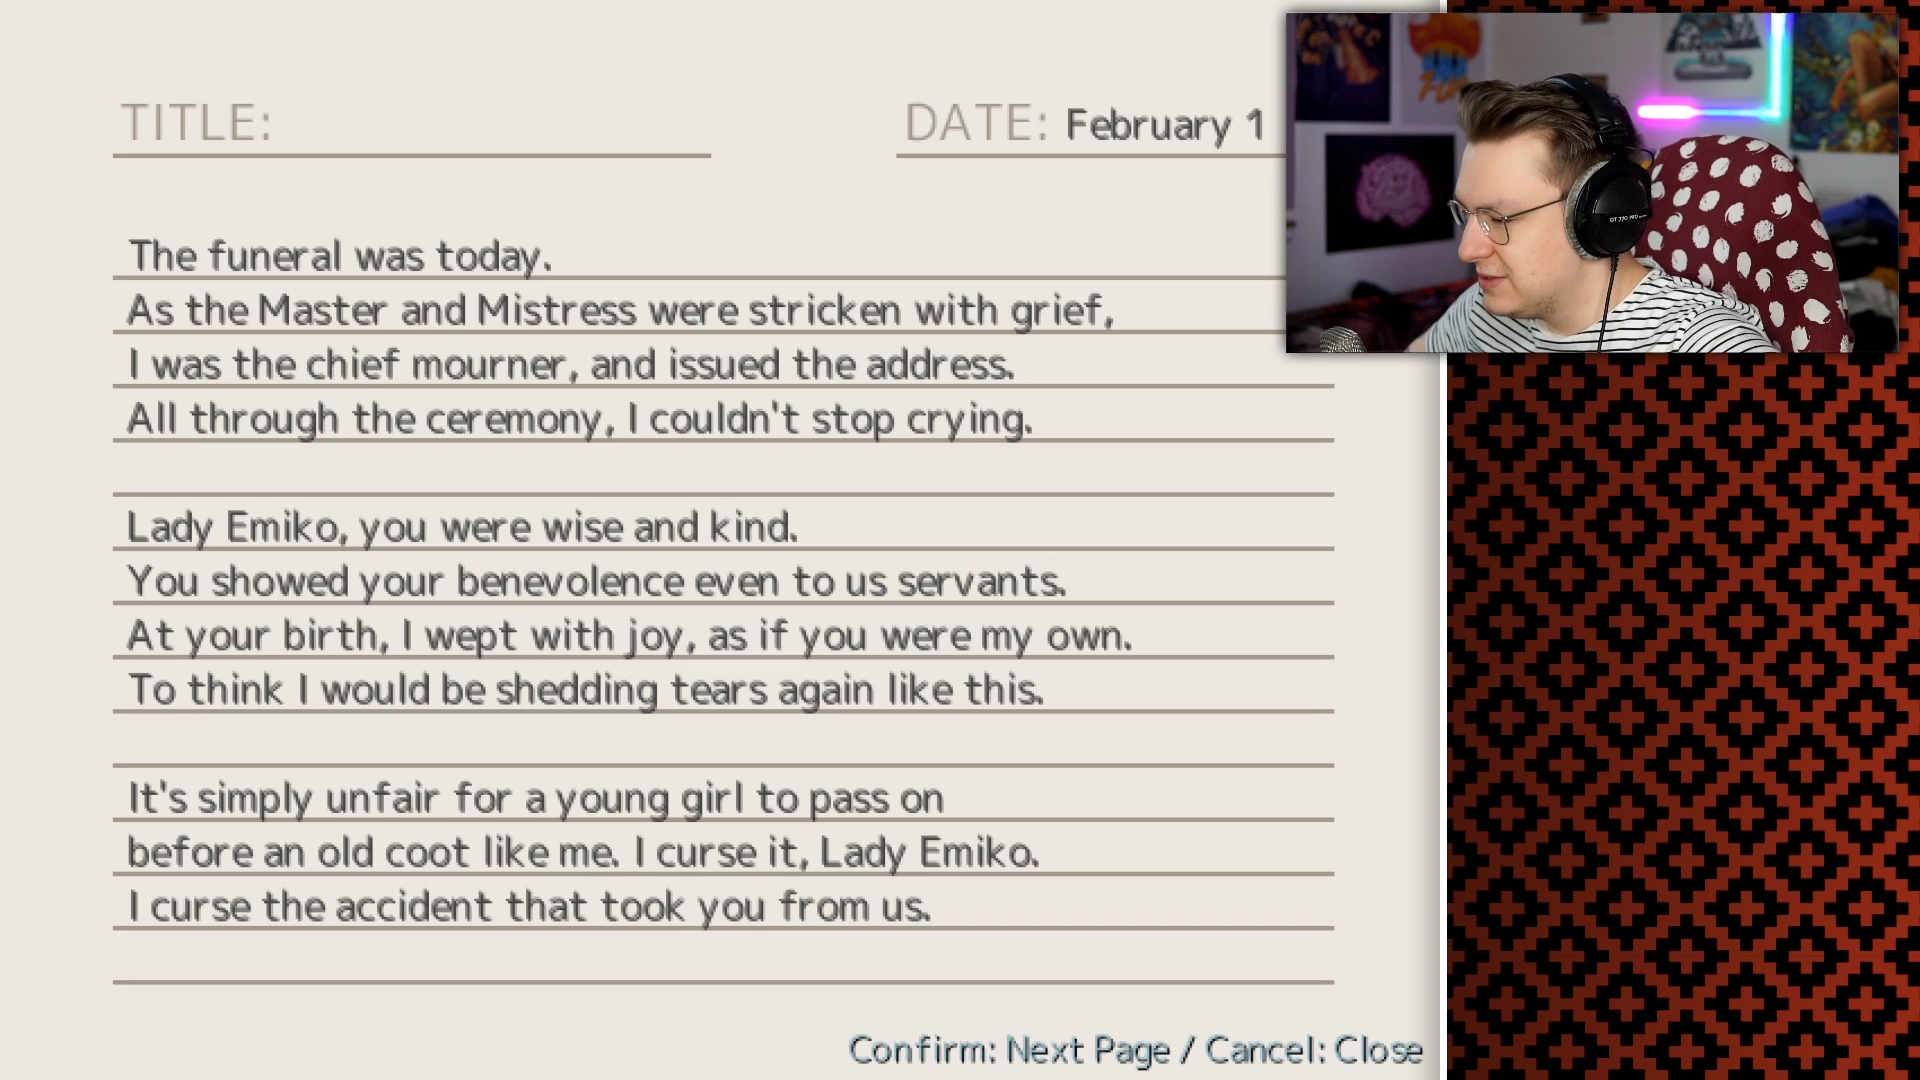 TITLE:
DATE: February 1
The funeral was today.
As the Master and Mistress were stricken with grief,
I was the chief mourner, and issued the address.
All through the ceremony, I couldn't stop crying.
Lady Emiko, you were wise and kind.
You showed your benevolence even to us servants.
At your birth, I wept with joy, as if you were my own.
To think I would be shedding tears again like this.
It's simply unfair for a young girl to pass on
before an old coot like me. I curse it, Lady Emiko.
I curse the accident that took you from us.
Confirm: Next Page / Cancel: Close
DT 770 PRO